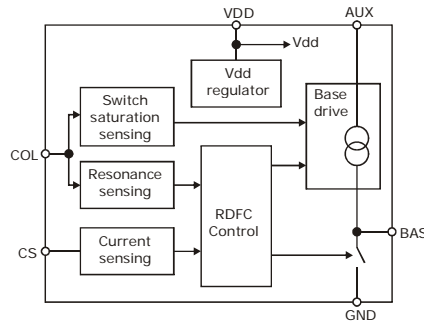 VDD
AUX
Vdd
Vdd
regulator
Base
drive
Switch
saturation
sensing
COL
Resonance
sensing
RDFC
Control
BAS
CS
Current
sensing
GND